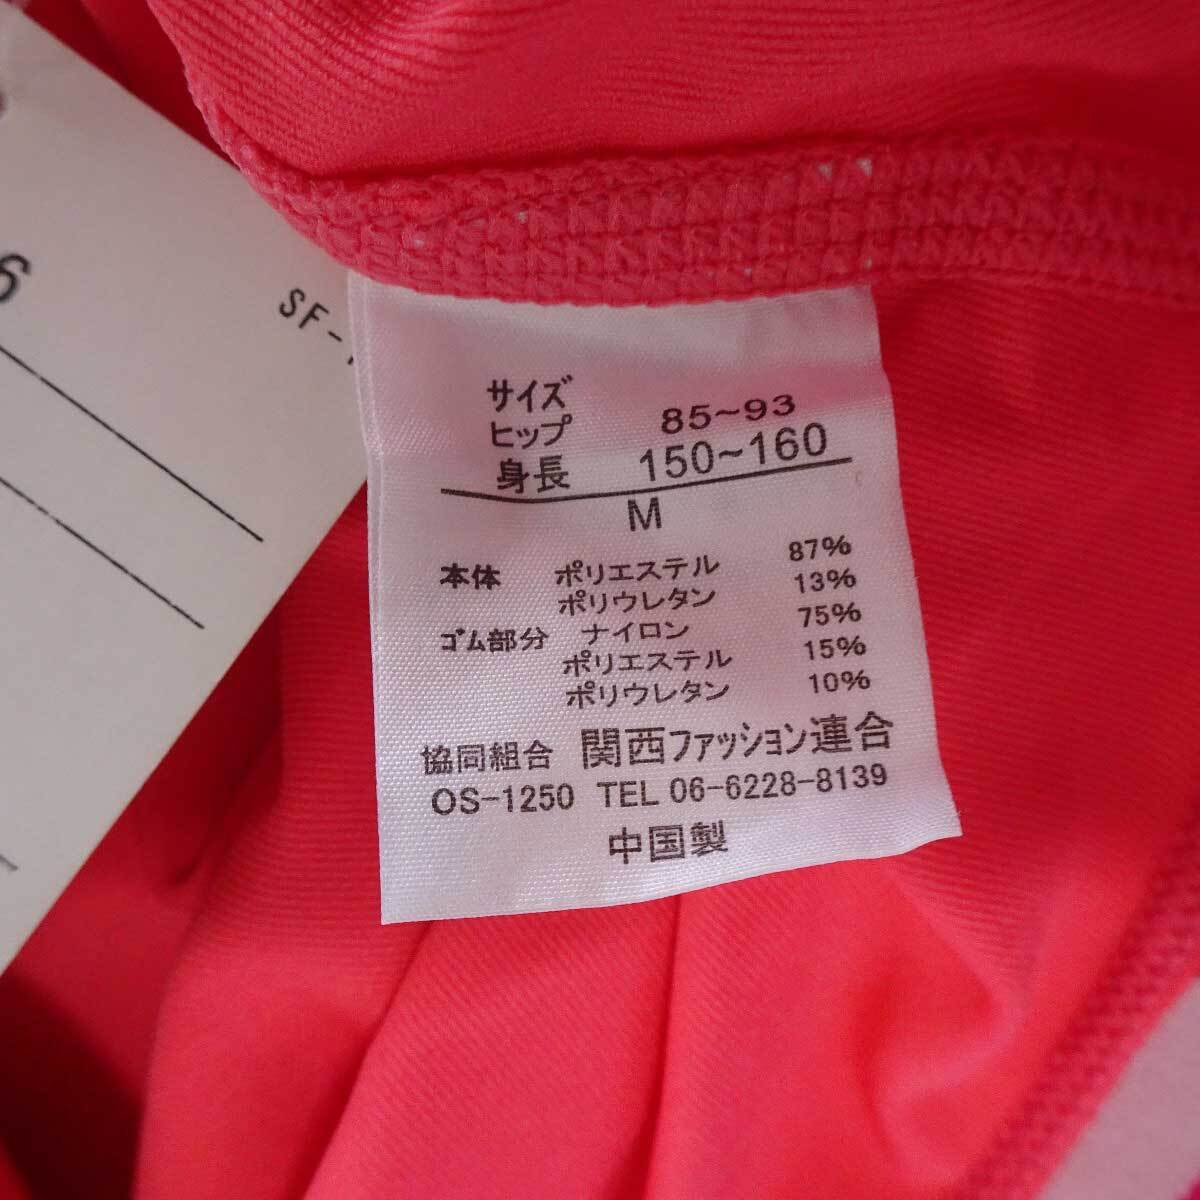 6
SF-
サイズ
ヒップ 85~93
身長 150~160
M
本体 ポリエステル 87%
ポリウレタン 13%
ゴム部分 ナイロン 75%
ポリエステル 15%
ポリウレタン 10%
協同組合 関西ファッション連合
OS-1250 TEL 06-6228-8139
中国製